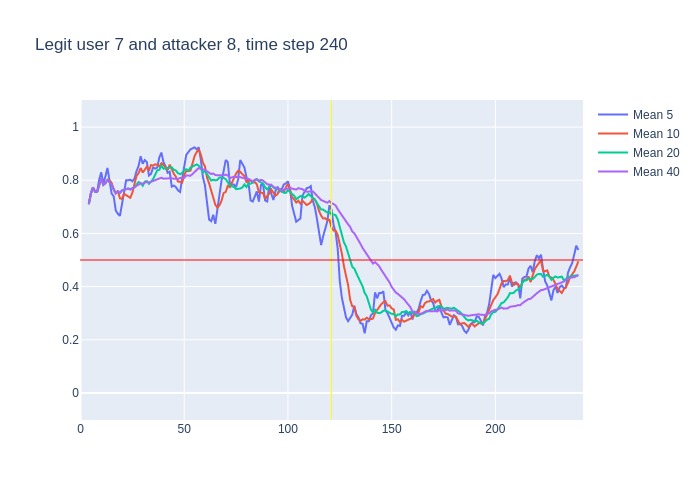 Legit user 7 and attacker 8, time step 240
Mean 5
Mean 10
Mean 20
Mean 40
1
0.8
0.6
0.4
0.2
0
0 50 100 150 200